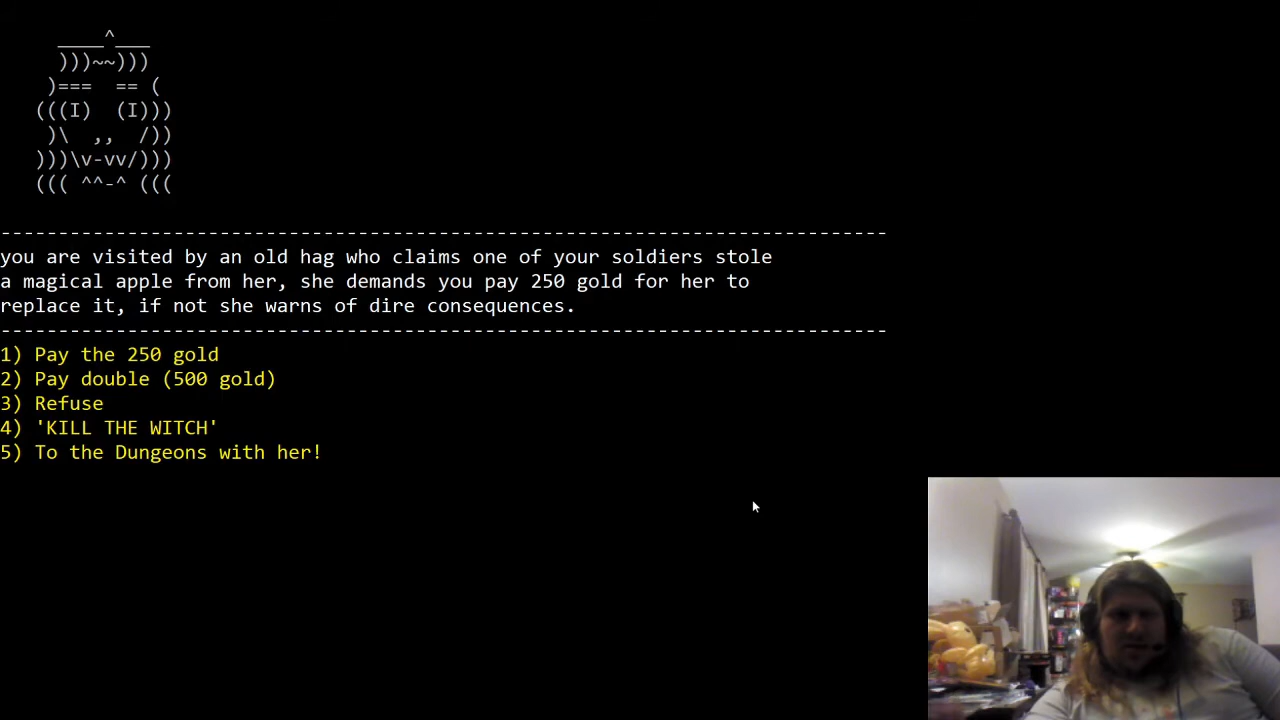 you are visited by an old hag who claims one of your soldiers stole
a magical apple from her, she demands you pay 250 gold for her to
replace it, if not she warns of dire consequences.
1) Pay the 250 gold
2) Pay double (500 gold)
3) Refuse
4) 'KILL THE WITCH'
5) To the Dungeons with her!